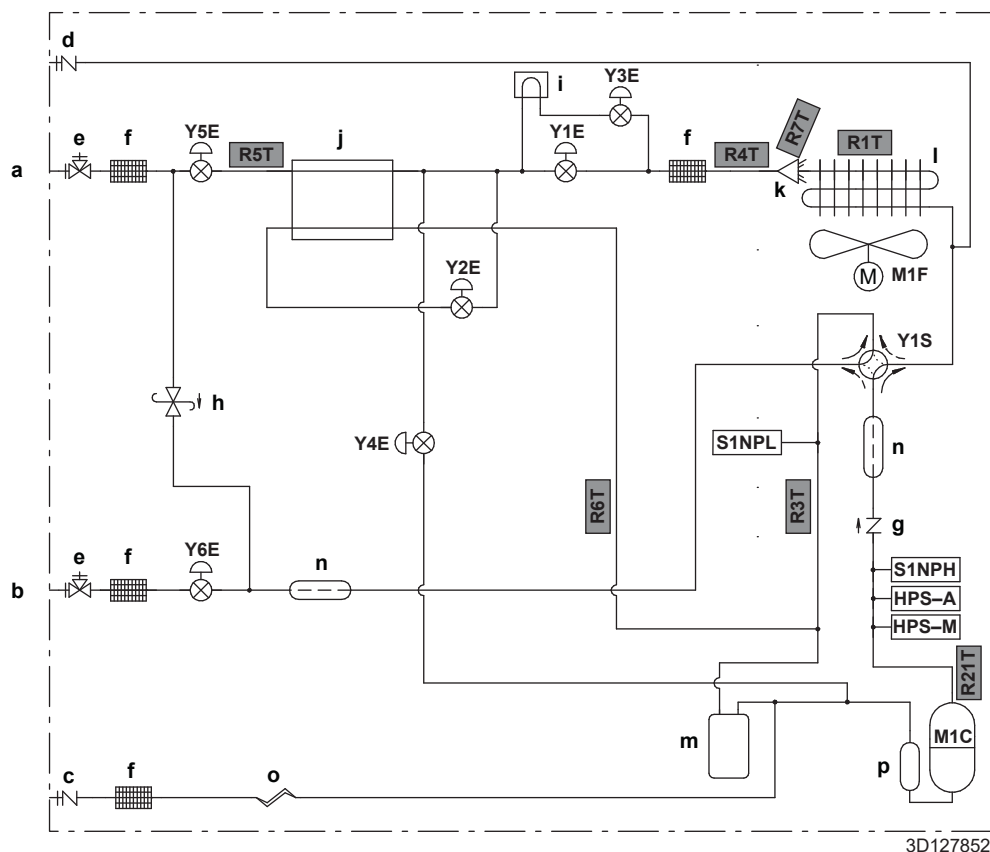 d
i
Y3E
e
f
Y5E
R5T
j
Y1E
f
R4T
R7T
R1T
l
a
k
M
M1F
Y2E
Y1S
h
Y4E
S1NPL
R6T
R3T
n
g
e
f
Y6E
n
b
S1NPH
HPS–A
HPS–M
R21T
m
M1C
p
c
f
o
3D127852